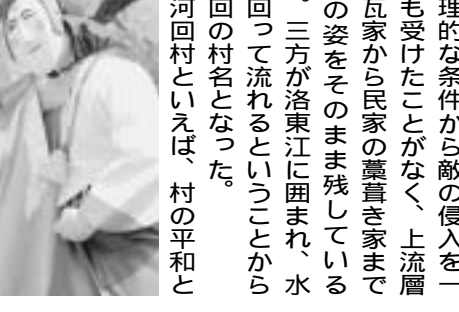 理的な条件から敵の侵入を一
も受けたことがなく、上流層
瓦家から民家の藁葺き家まで
の姿をそのまま残している
。三方が洛東江に囲まれ、水
回って流れるということから
回の村名となった。
河回村といえば、村の平和と